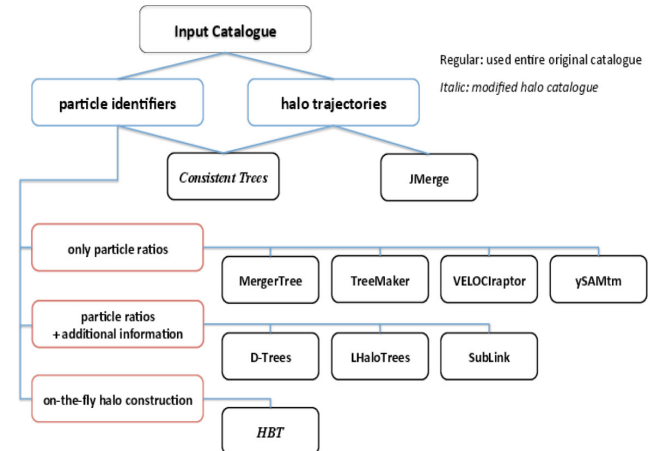 Input Catalogue
Regular: used entire original catalogue
Italic: modified halo catalogue
particle identifiers
halo trajectories
Consistent Trees
JMerge
only particle ratios
MergerTree
TreeMaker
VELOCIraptor
ySAMtm
particle ratios
+ additional information
D-Trees
LHaloTrees
SubLink
on-the-fly halo construction
HBT